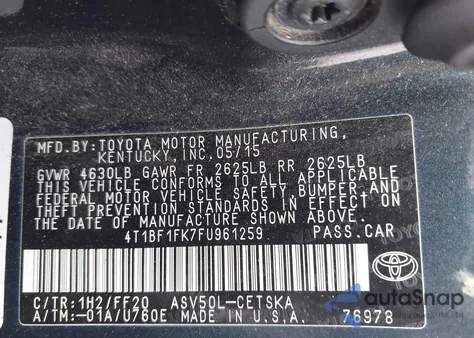 MFD.BY:TOYOTA MOTOR MANUFACTURING,
KENTUCKY,INC.05/15
GVWR 4630LB GAWR FR 2625LB RR 2625LB
THIS VEHICLE CONFORMS TO ALL APPLICABLE
FEDERAL MOTOR VEHICLE SAFETY, BUMPER,AND
THEFT PREVENTION STANDARDS IN EFFECT ON
THE DATE OF MANUFACTURE SHOWN ABOVE.
4T1BF1FK7FU961259 PASS.CAR
TOYOTA
C/TR:1H2/FF20 ASV50L-CETSKA
A/TM:-01A/U760E MADE IN U.S.A. 76978
autoSnap